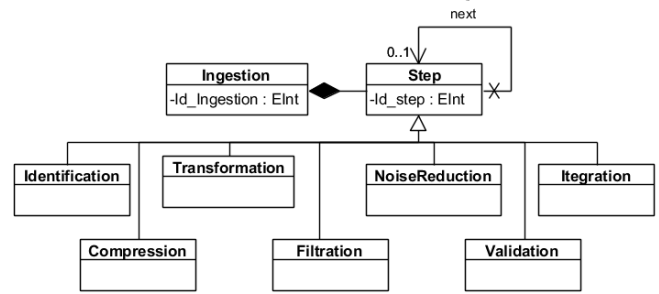 next
0..1
Ingestion
-Id_Ingestion : EInt
Step
-Id_step : EInt
Identification
Transformation
NoiseReduction
Itegration
Compression
Filtration
Validation